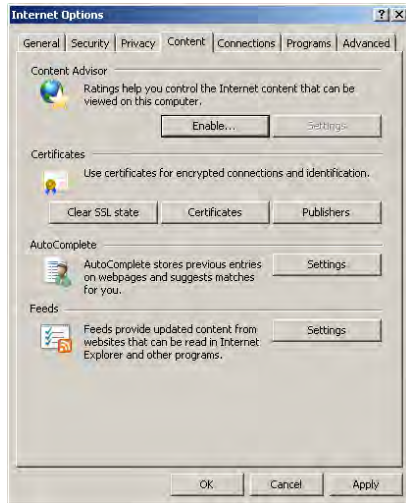 Internet Options
General Security Privacy Content Connections Programs Advanced
Content Advisor
Ratings help you control the Internet content that can be
viewed on this computer.
Enable... Settings
Certificates
Use certificates for encrypted connections and identification.
Clear SSL state Certificates Publishers
AutoComplete
AutoComplete stores previous entries
on webpages and suggests matches
for you.
Settings
Feeds
Feeds provide updated content from
websites that can be read in Internet
Explorer and other programs.
Settings
OK Cancel Apply